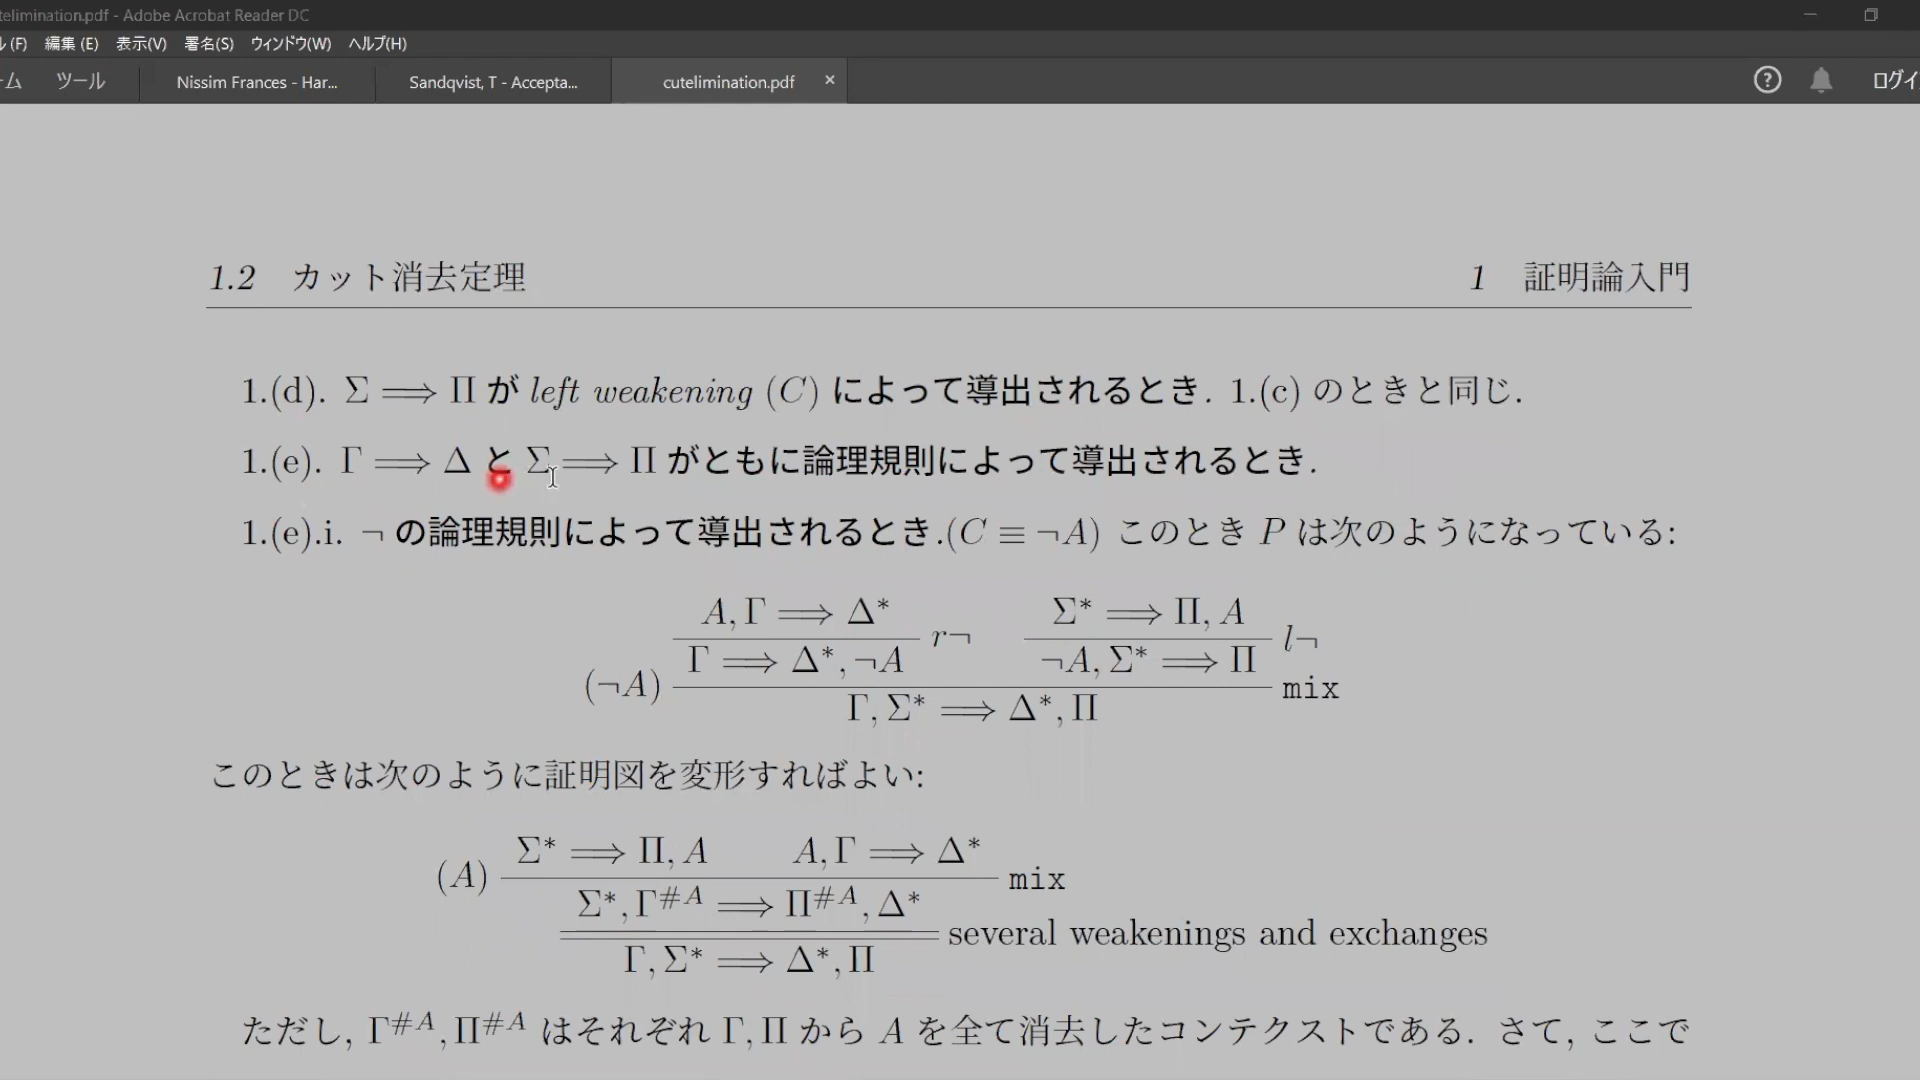 telimination.pdf - Adobe Acrobat Reader DC
ル(F) 編集(E) 表示(V) 署名(S) ウィンドウ(W) ヘルプ(H)
ーム ツール Nissim Frances - Har... Sandqvist, T - Accepta... cutelimination.pdf × ? ログイ
1.2 カット消去定理 1 証明論入門
1.(d). Σ ⟹ Π が left weakening (C) によって導出されるとき. 1.(c) のときと同じ.
1.(e). Γ ⟹ Δ と Σ ⟹ Π がともに論理規則によって導出されるとき.
1.(e).i. ¬ の論理規則によって導出されるとき.(C ≡ ¬A) このとき P は次のようになっている:
A, Γ ⟹ Δ* Σ* ⟹ Π, A
r¬ l¬
Γ ⟹ Δ*, ¬A ¬A, Σ* ⟹ Π
(¬A) mix
Γ, Σ* ⟹ Δ*, Π
このときは次のように証明図を変形すればよい:
Σ* ⟹ Π, A A, Γ ⟹ Δ*
(A) mix
Σ*, Γ#A ⟹ Π#A, Δ*
several weakenings and exchanges
Γ, Σ* ⟹ Δ*, Π
ただし, Γ#A, Π#A はそれぞれ Γ, Π から A を全て消去したコンテクストである. さて, ここで